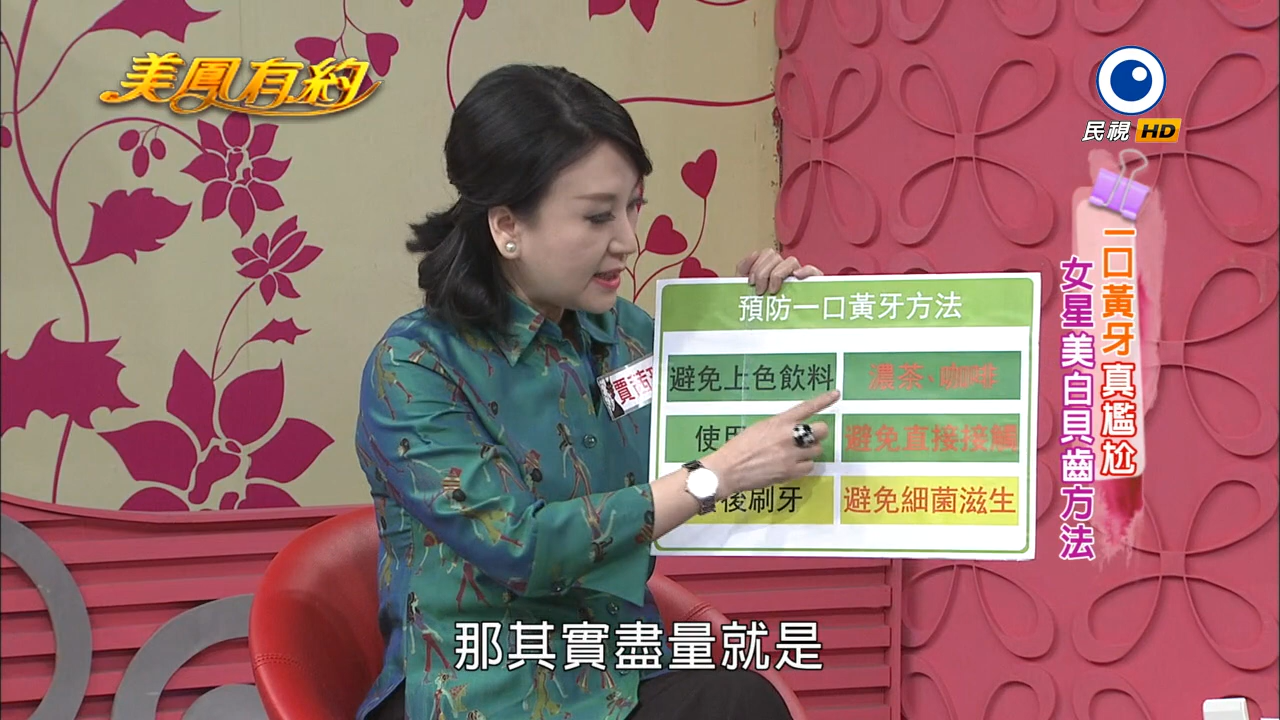 美鳳有約
民視HD
一口黃牙真尷尬
女星美白貝齒方法
預防一口黃牙方法
避免上色飲料
濃茶、咖啡
使
避免直接接觸
後刷牙
避免細菌滋生
賈
那其實盡量就是